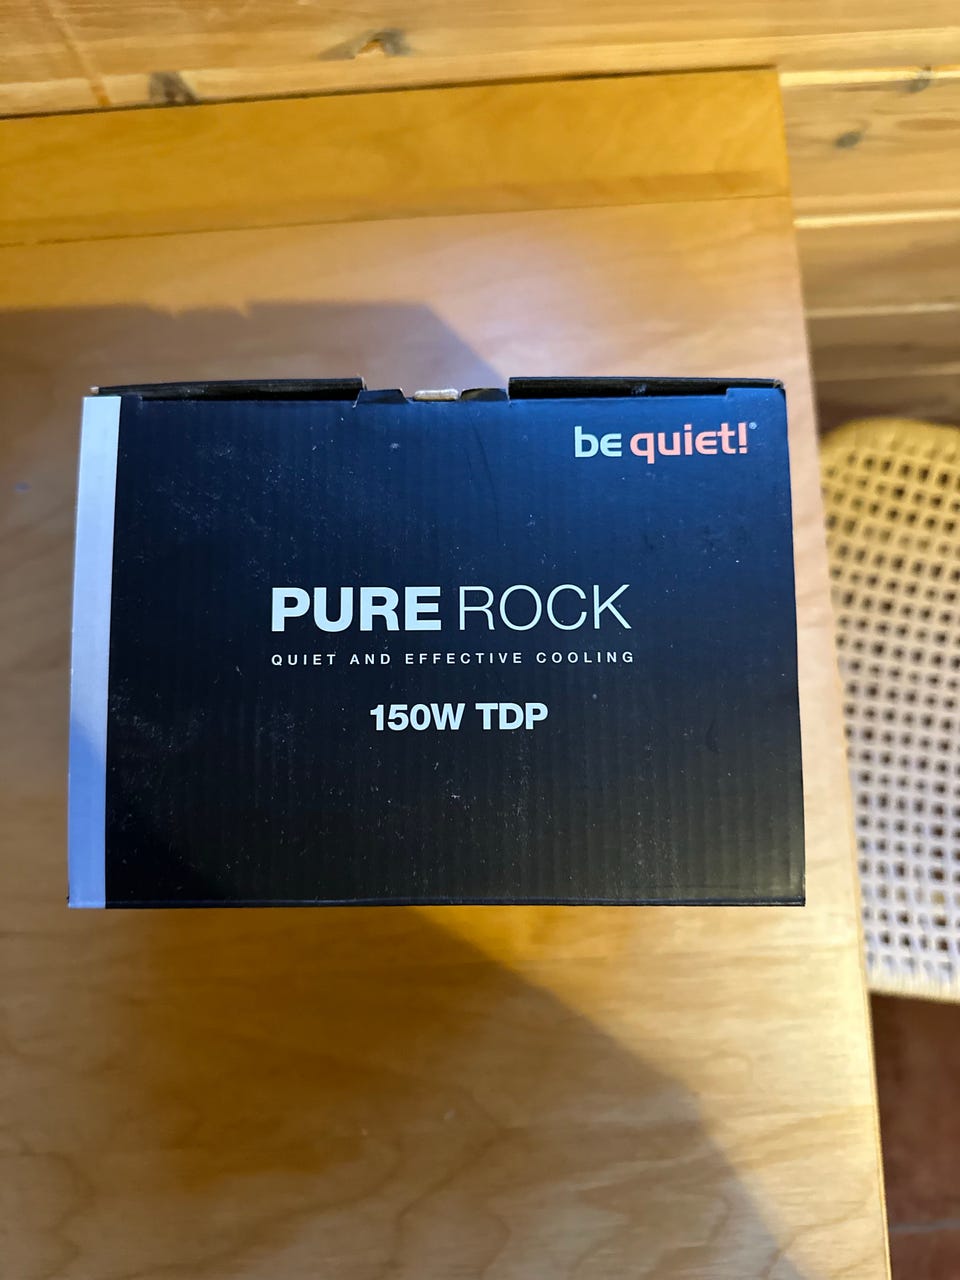 be quiet!®
PURE ROCK
QUIET AND EFFECTIVE COOLING
150W TDP